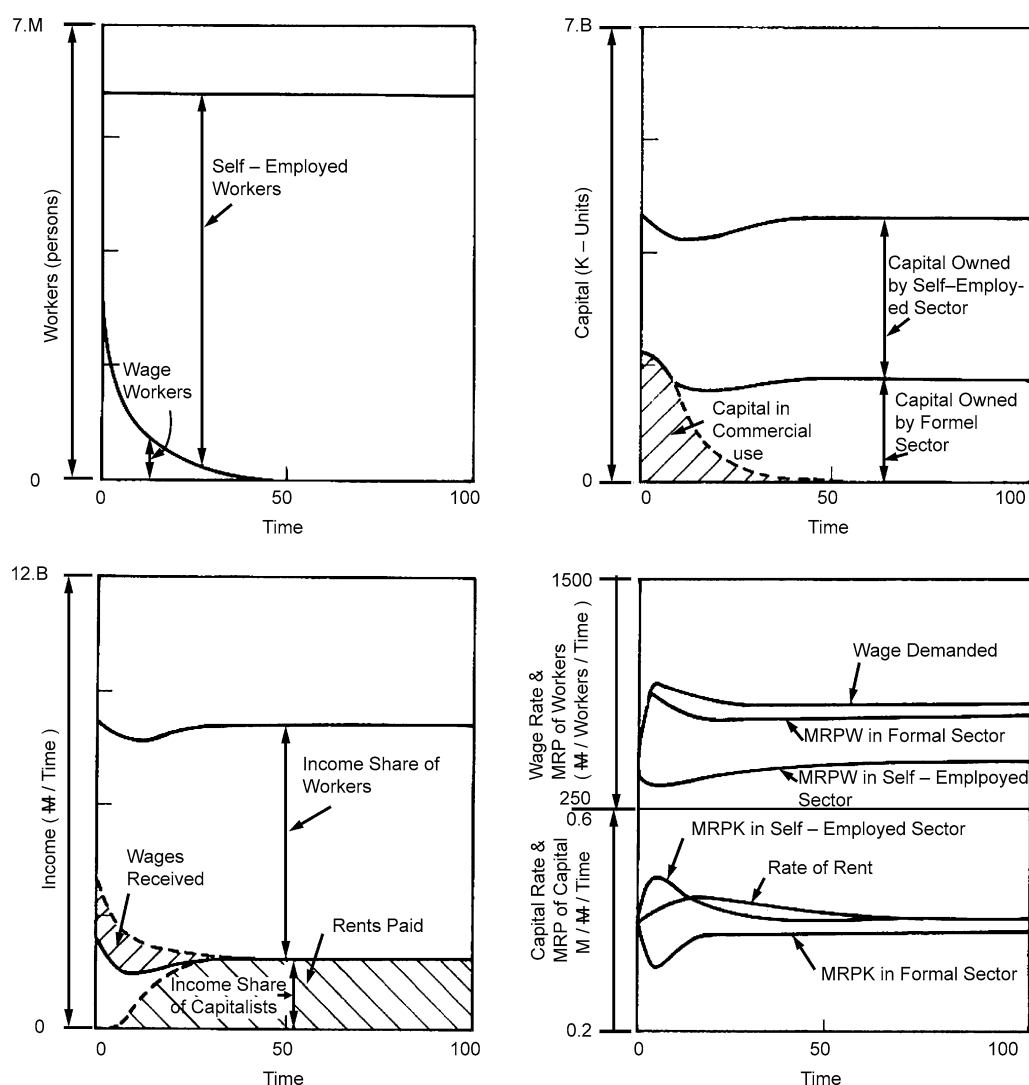 7.M
Workers (persons)
Self – Employed
Workers
Wage
Workers
0
0
50
100
Time
7.B
Capital (K – Units)
Capital Owned
by Self–Employ-
ed Sector
Capital in
Commercial
use
Capital Owned
by Formel
Sector
0
0
50
100
Time
12.B
Income ( M / Time )
Income Share of
Workers
Wages
Received
Rents Paid
Income Share
of Capitalists
0
0
50
100
Time
1500
Wage Rate &
MRP of Workers
( M / Workers / Time )
Wage Demanded
MRPW in Formal Sector
MRPW in Self – Emplpoyed
Sector
250
0.6
Capital Rate &
MRP of Capital
M / M / Time
MRPK in Self – Employed Sector
Rate of Rent
MRPK in Formal Sector
0.2
0
50
100
Time